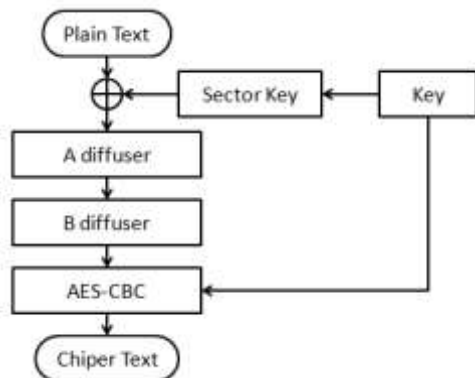 Plain Text
Sector Key
Key
A diffuser
B diffuser
AES-CBC
Chiper Text